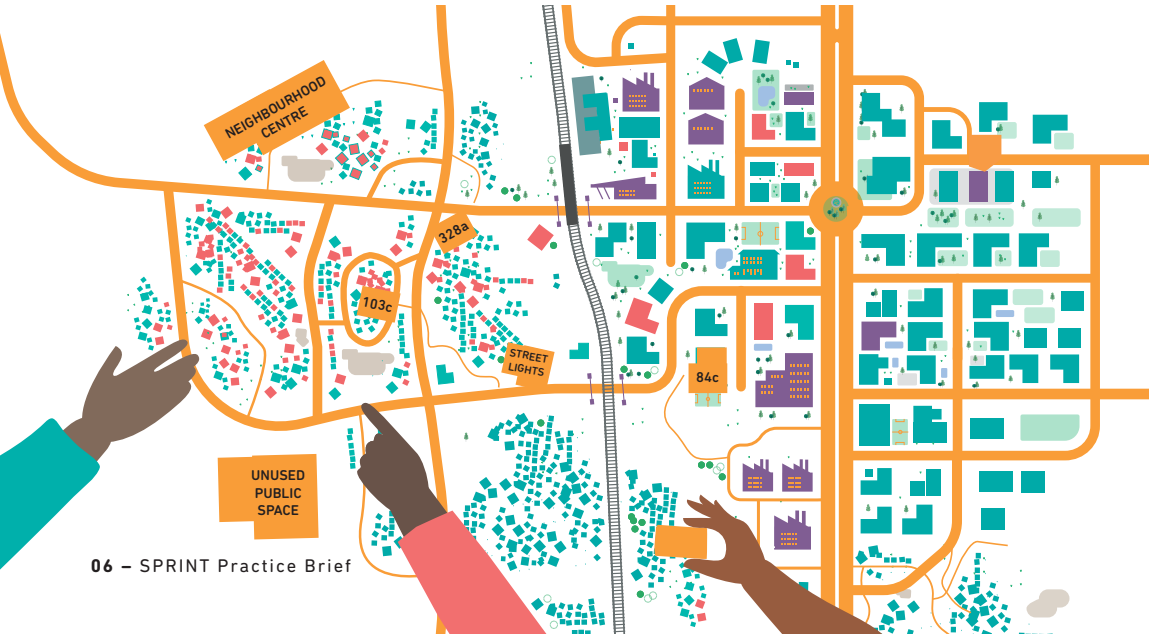 NEIGHBOURHOOD
CENTRE
328a
103c
STREET
LIGHTS
84c
UNUSED
PUBLIC
SPACE
06 – SPRINT Practice Brief